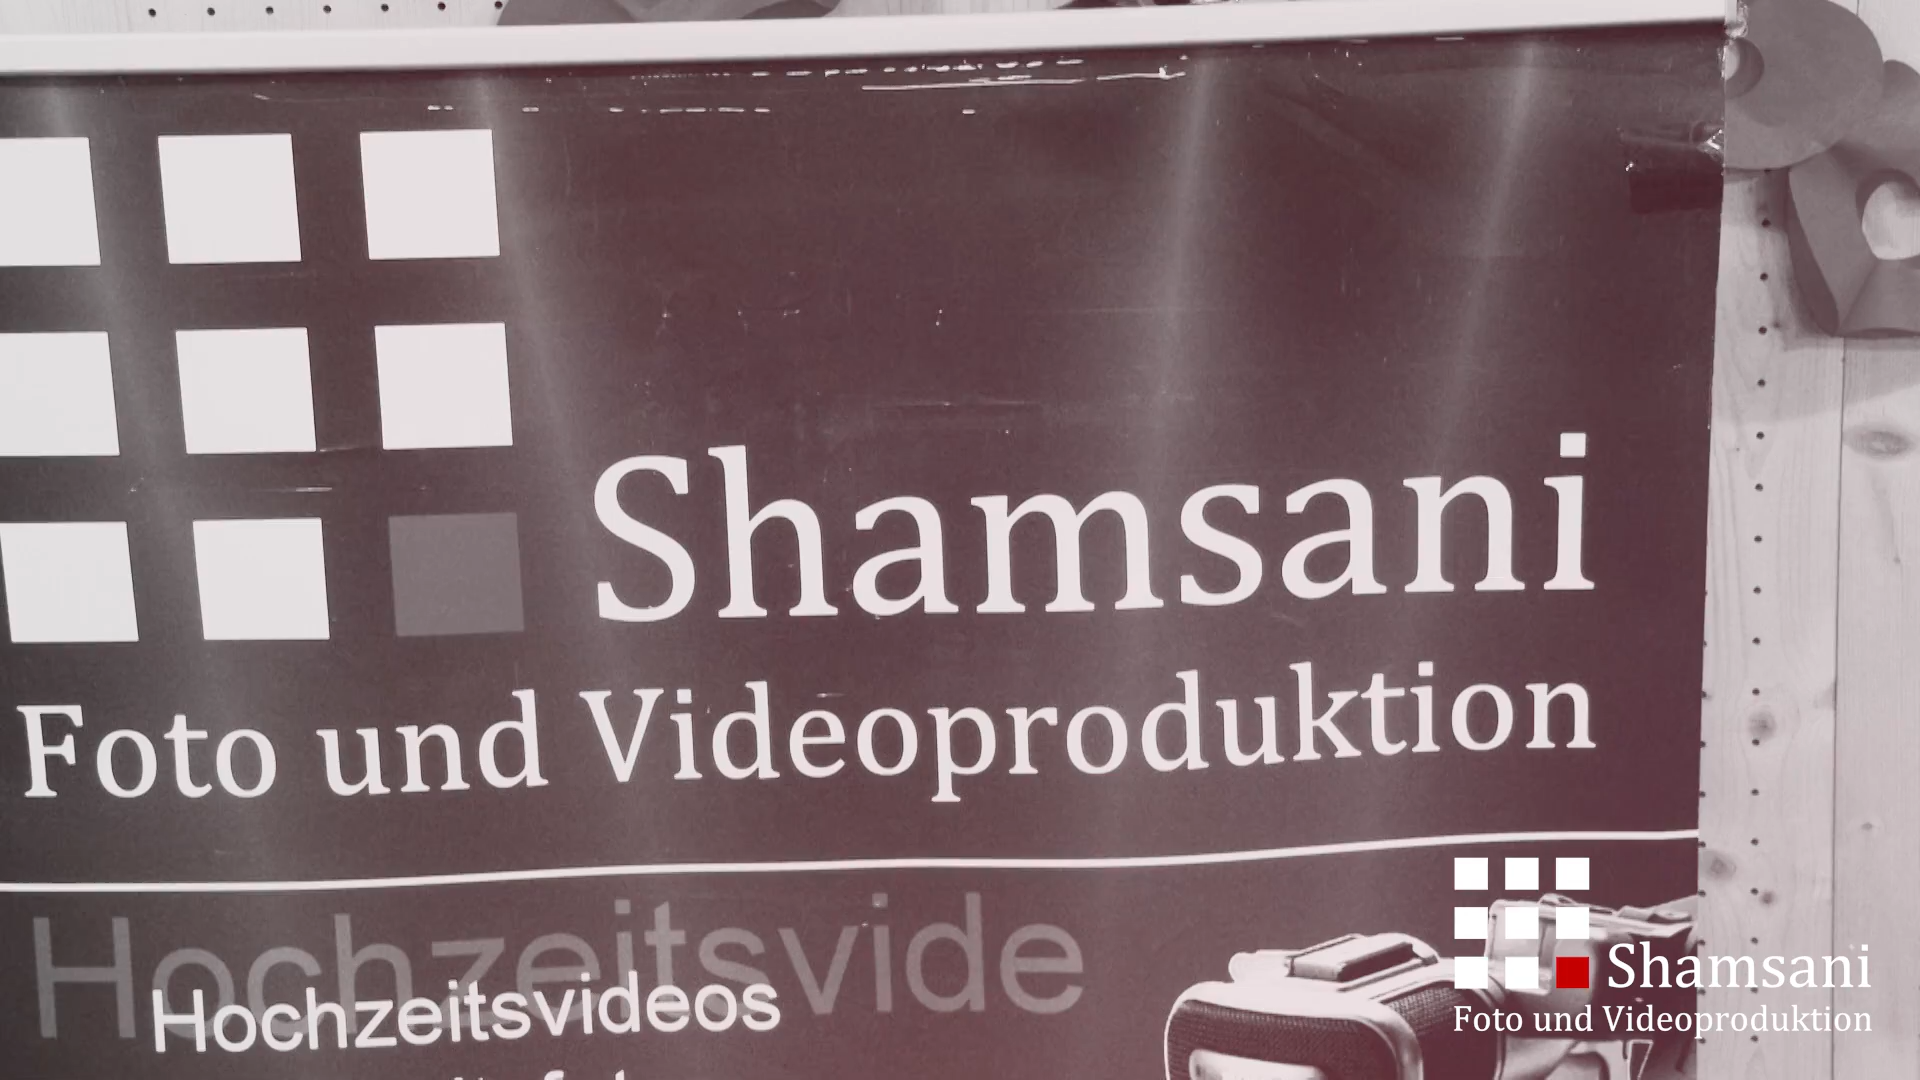 Shamsani
Foto und Videoproduktion
Hochzeitsvide
Hochzeitsvideos
Shamsani
Foto und Videoproduktion